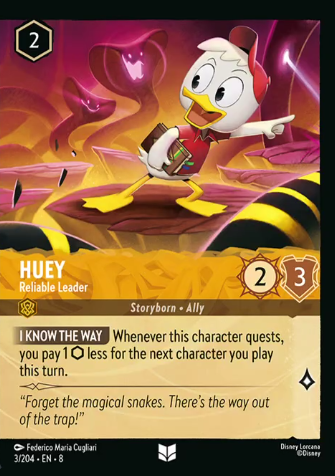 2
HUEY
Reliable Leader
2
3
Storyborn • Ally
I KNOW THE WAY Whenever this character quests,
you pay 1 ⬡ less for the next character you play
this turn.
“Forget the magical snakes. There’s the way out
of the trap!”
Federico Maria Cugliari
3/204 • EN • 8
Disney Lorcana
©Disney